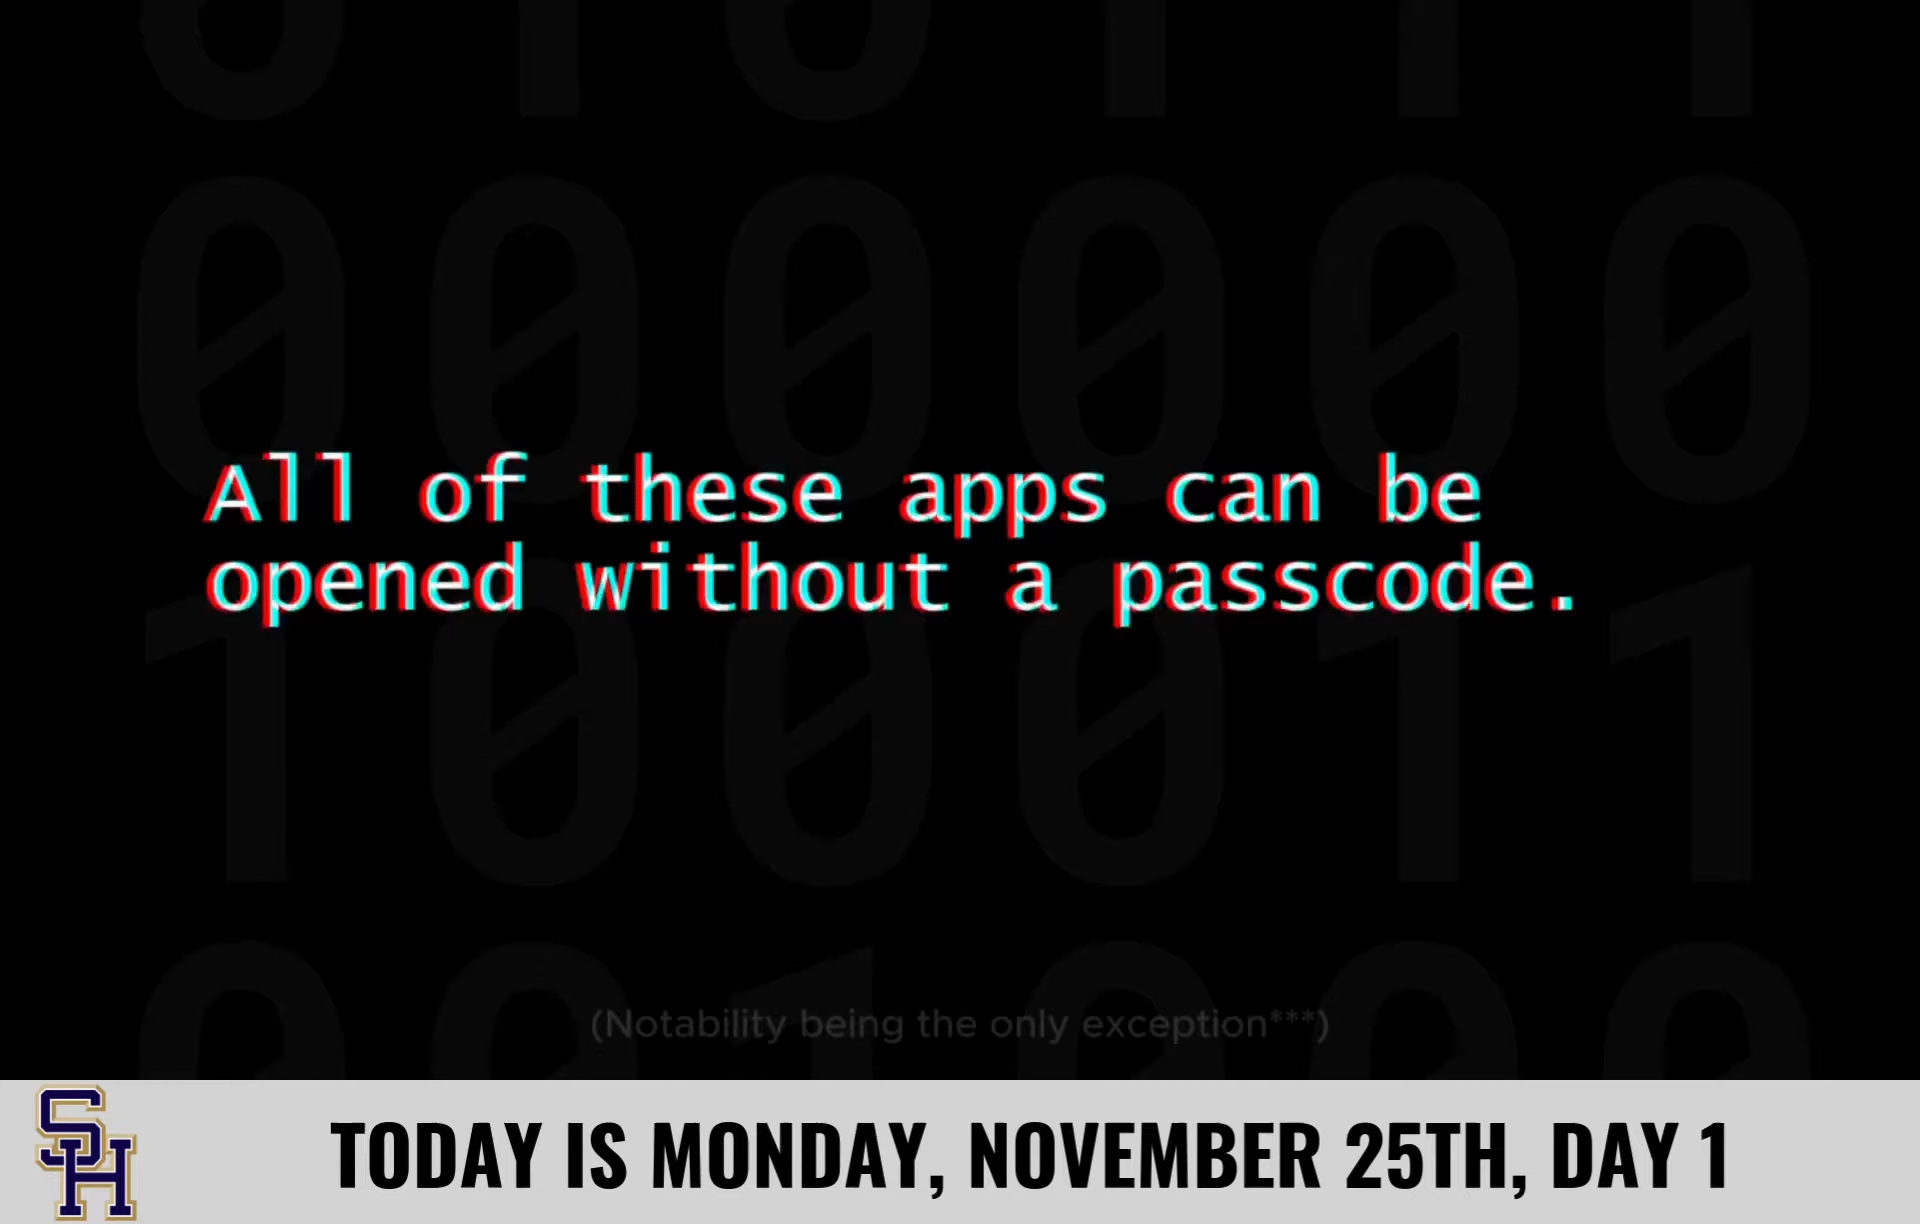 All of these apps can be
opened without a passcode.
(Notability being the only exception***)
SH
TODAY IS MONDAY, NOVEMBER 25TH, DAY 1